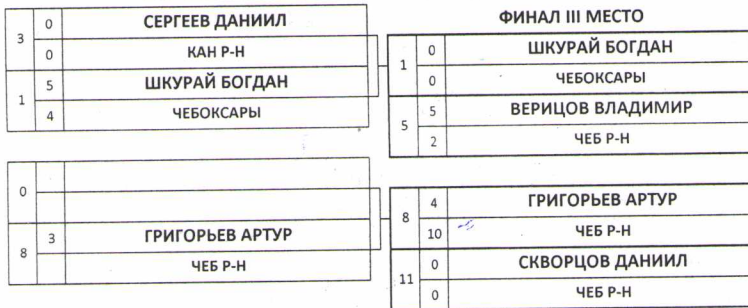 3 0 СЕРГЕЕВ ДАНИИЛ
0 КАН Р-Н
1 5 ШКУРАЙ БОГДАН
4 ЧЕБОКСАРЫ
0
8 3 ГРИГОРЬЕВ АРТУР
ЧЕБ Р-Н
ФИНАЛ III МЕСТО
1 0 ШКУРАЙ БОГДАН
0 ЧЕБОКСАРЫ
5 5 ВЕРИЦОВ ВЛАДИМИР
2 ЧЕБ Р-Н
8 4 ГРИГОРЬЕВ АРТУР
10 ЧЕБ Р-Н
11 0 СКВОРЦОВ ДАНИИЛ
0 ЧЕБ Р-Н